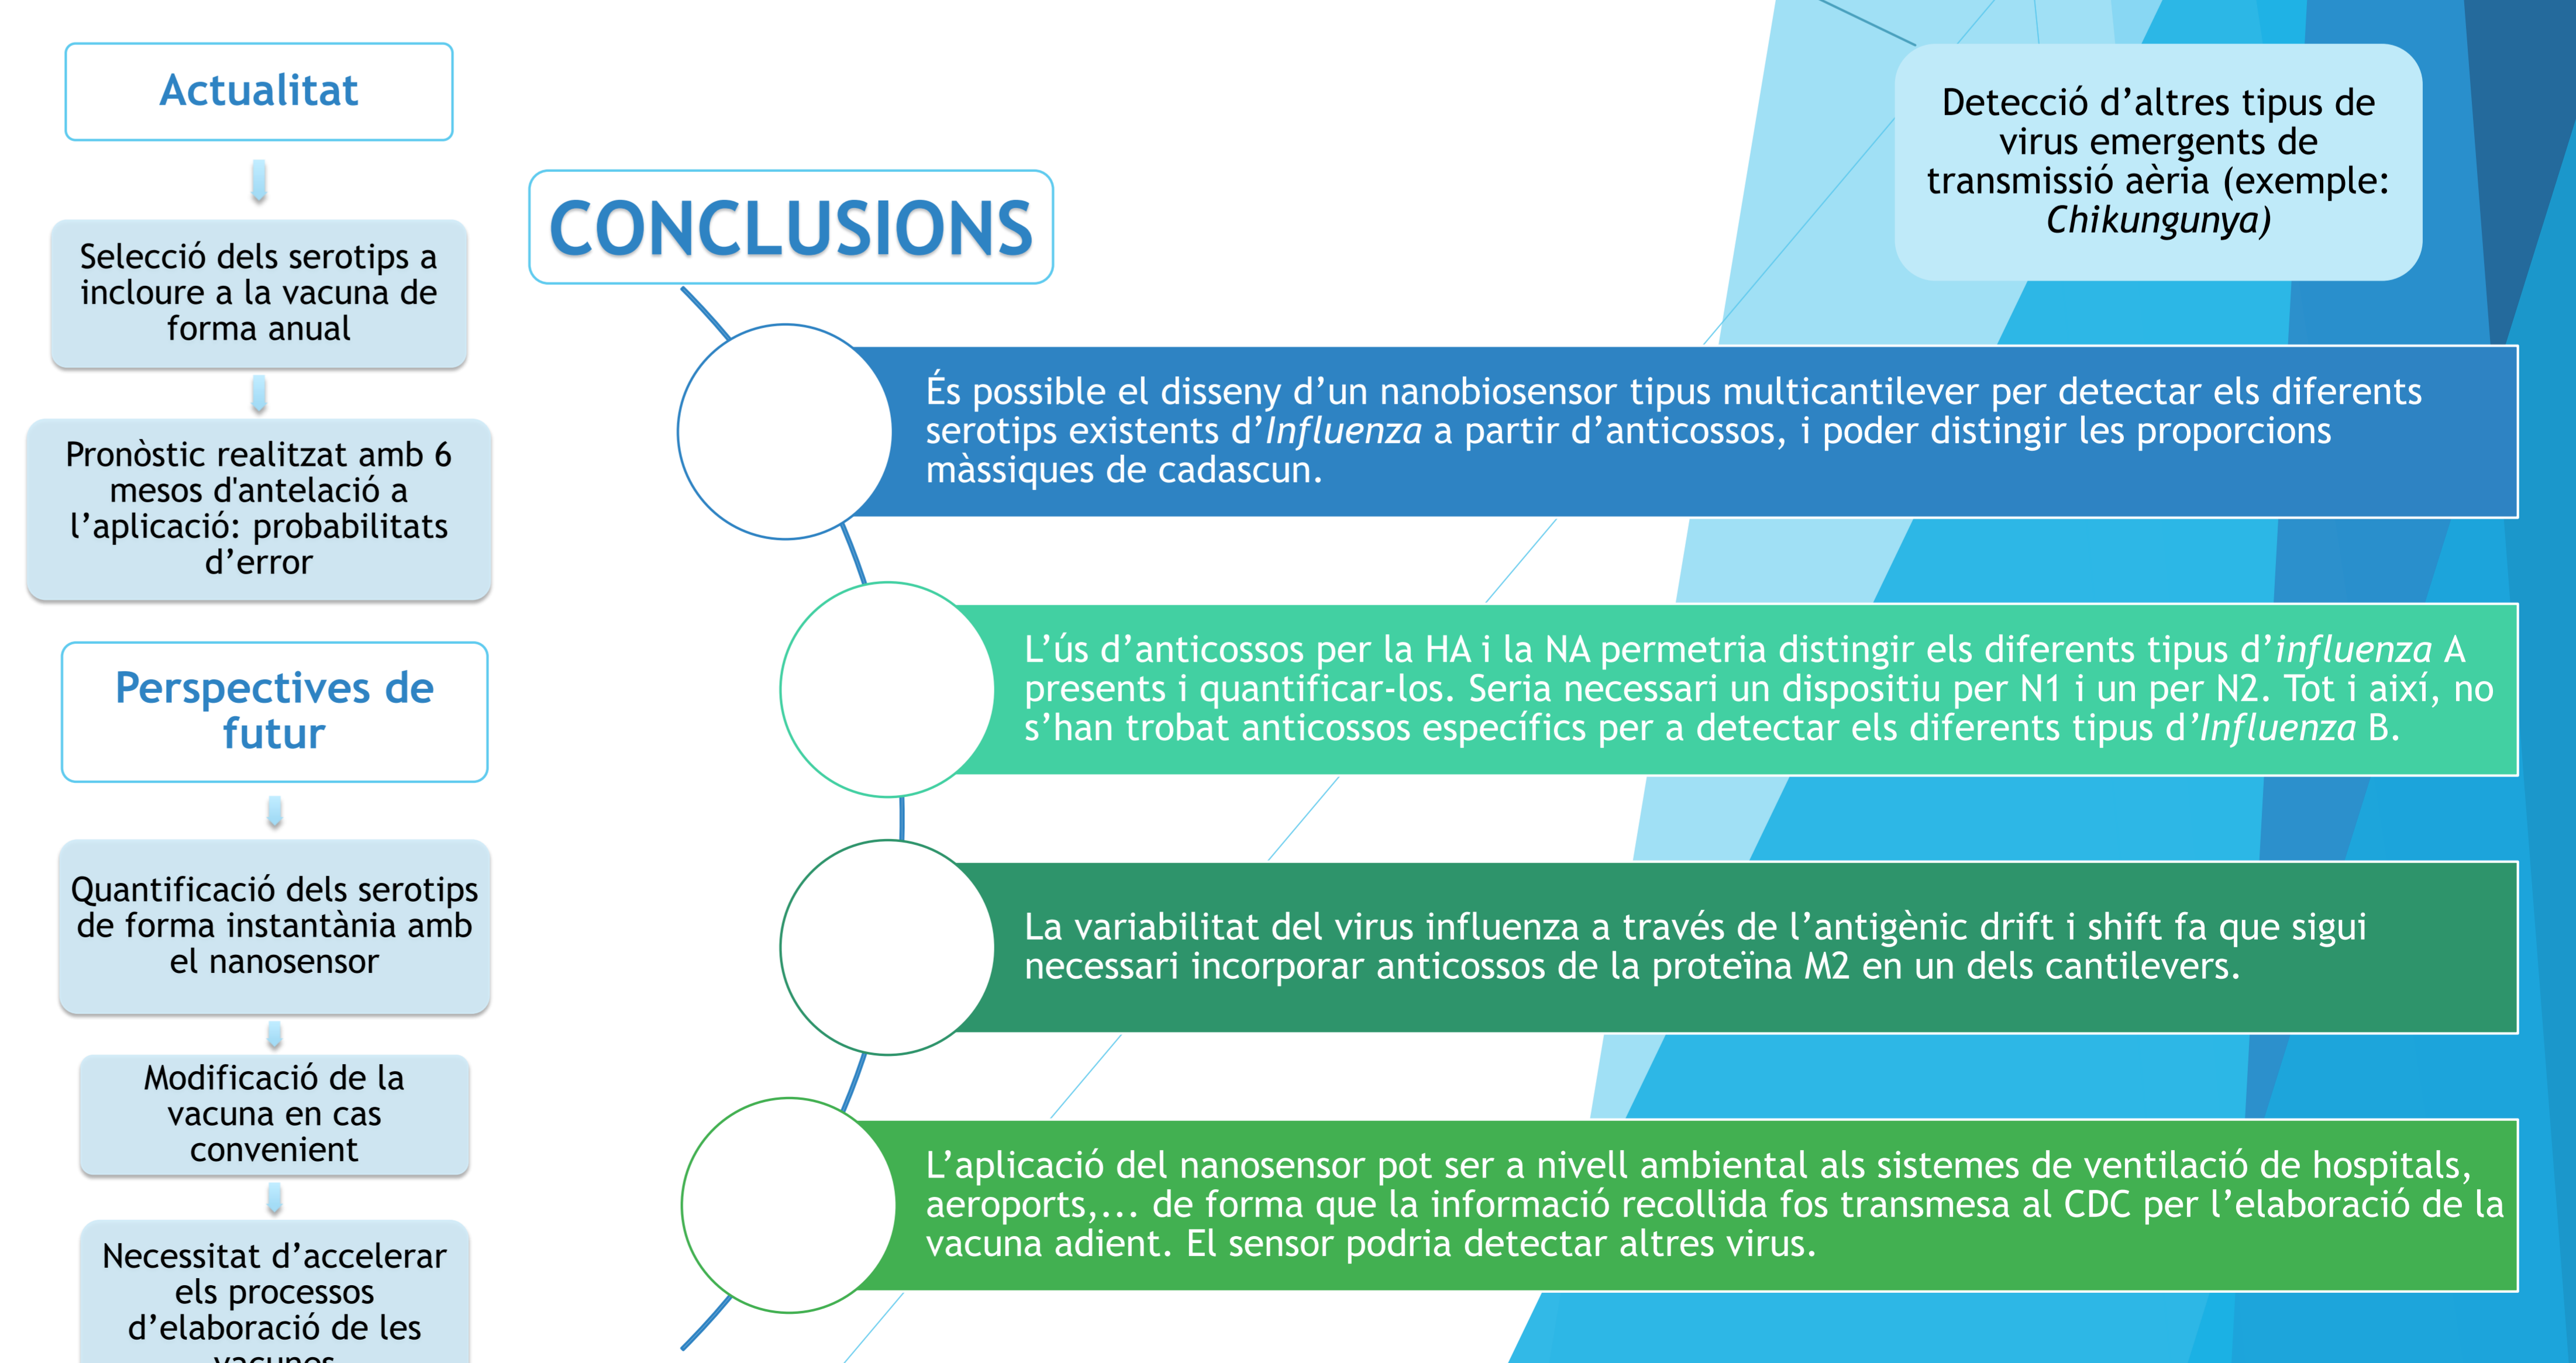 Actualitat
Selecció dels serotips a
incloure a la vacuna de
forma anual
Pronòstic realitzat amb 6
mesos d'antelació a
l’aplicació: probabilitats
d’error
Perspectives de
futur
Quantificació dels serotips
de forma instantània amb
el nanosensor
Modificació de la
vacuna en cas
convenient
Necessitat d’accelerar
els processos
d’elaboració de les
vacunes
CONCLUSIONS
Detecció d’altres tipus de
virus emergents de
transmissió aèria (exemple:
Chikungunya)
És possible el disseny d’un nanobiosensor tipus multicantilever per detectar els diferents
serotips existents d’Influenza a partir d’anticossos, i poder distingir les proporcions
màssiques de cadascun.
L’ús d’anticossos per la HA i la NA permetria distingir els diferents tipus d’influenza A
presents i quantificar-los. Seria necessari un dispositiu per N1 i un per N2. Tot i així, no
s’han trobat anticossos específics per a detectar els diferents tipus d’Influenza B.
La variabilitat del virus influenza a través de l’antigènic drift i shift fa que sigui
necessari incorporar anticossos de la proteïna M2 en un dels cantilevers.
L’aplicació del nanosensor pot ser a nivell ambiental als sistemes de ventilació de hospitals,
aeroports,... de forma que la informació recollida fos transmesa al CDC per l’elaboració de la
vacuna adient. El sensor podria detectar altres virus.